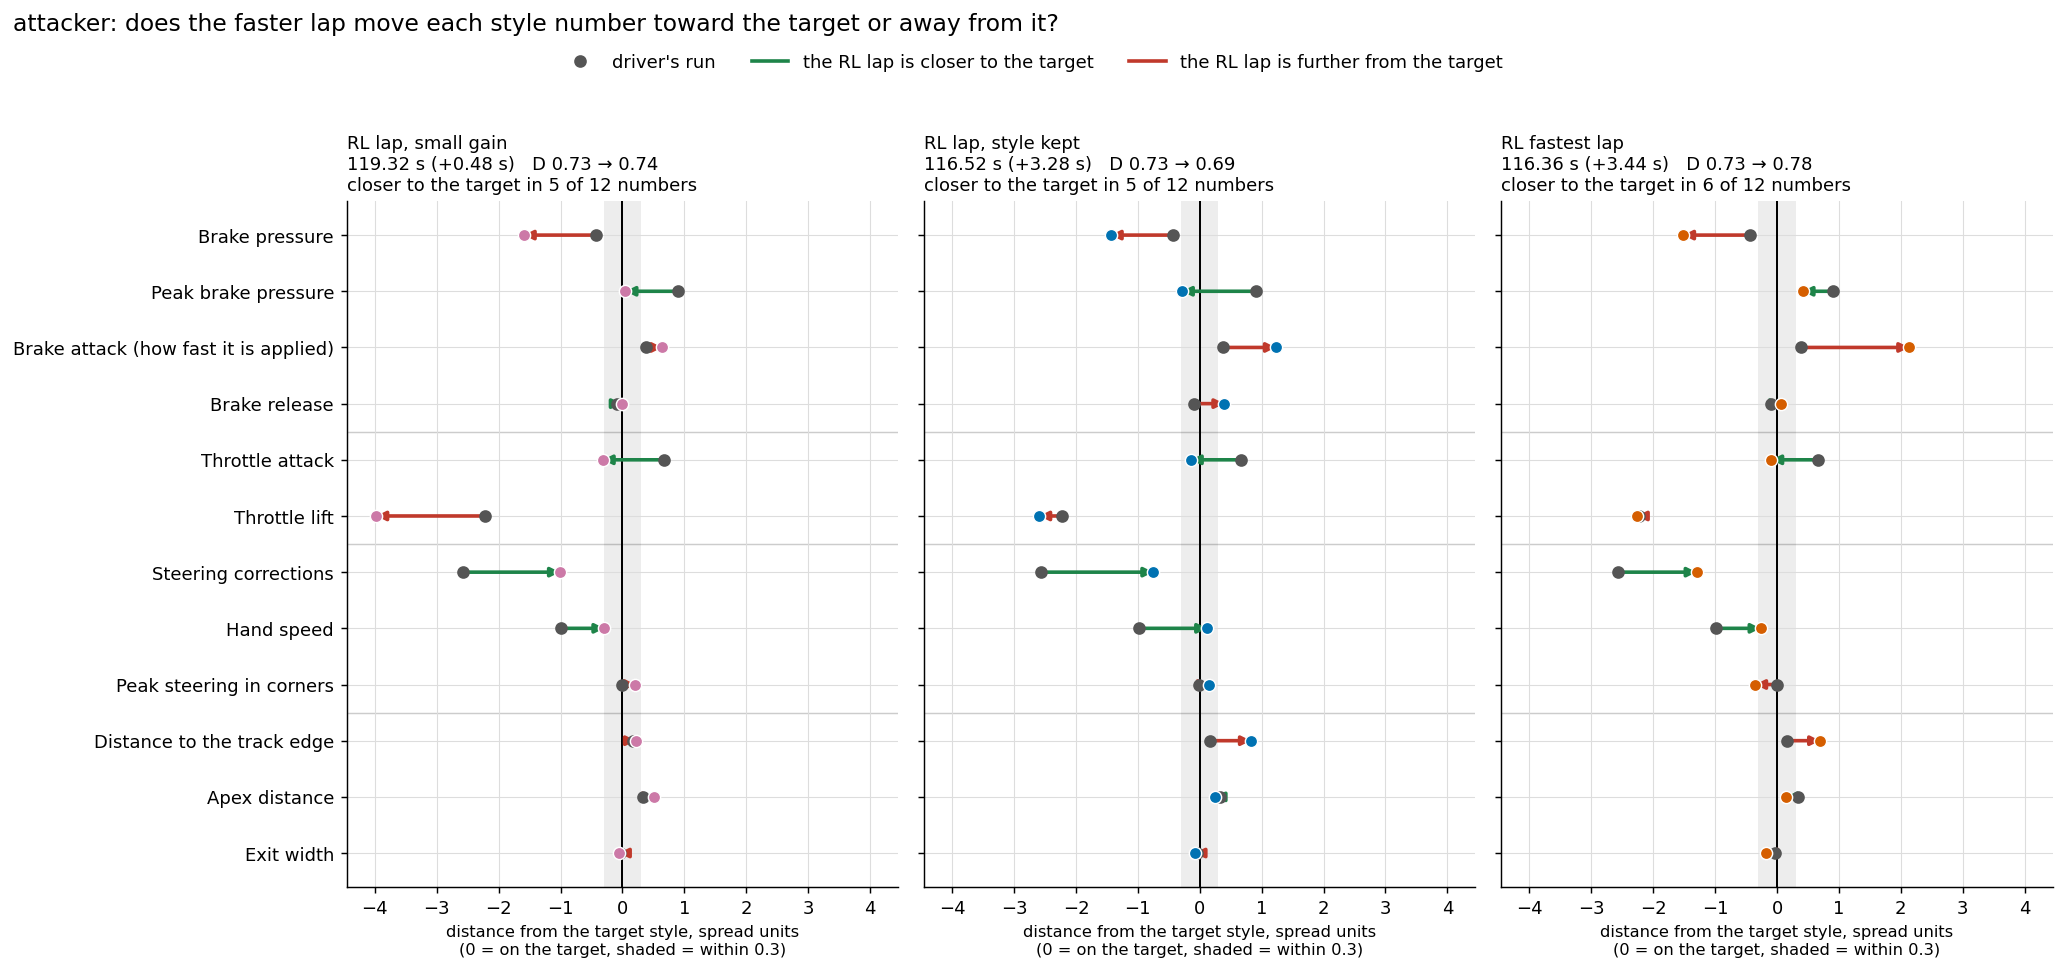 attacker: does the faster lap move each style number toward the target or away from it?
driver's run
the RL lap is closer to the target
the RL lap is further from the target
RL lap, small gain
119.32 s (+0.48 s)   D 0.73 → 0.74
closer to the target in 5 of 12 numbers
RL lap, style kept
116.52 s (+3.28 s)   D 0.73 → 0.69
closer to the target in 5 of 12 numbers
RL fastest lap
116.36 s (+3.44 s)   D 0.73 → 0.78
closer to the target in 6 of 12 numbers
Brake pressure
Peak brake pressure
Brake attack (how fast it is applied)
Brake release
Throttle attack
Throttle lift
Steering corrections
Hand speed
Peak steering in corners
Distance to the track edge
Apex distance
Exit width
−4 −3 −2 −1 0 1 2 3 4
distance from the target style, spread units
(0 = on the target, shaded = within 0.3)
−4 −3 −2 −1 0 1 2 3 4
distance from the target style, spread units
(0 = on the target, shaded = within 0.3)
−4 −3 −2 −1 0 1 2 3 4
distance from the target style, spread units
(0 = on the target, shaded = within 0.3)